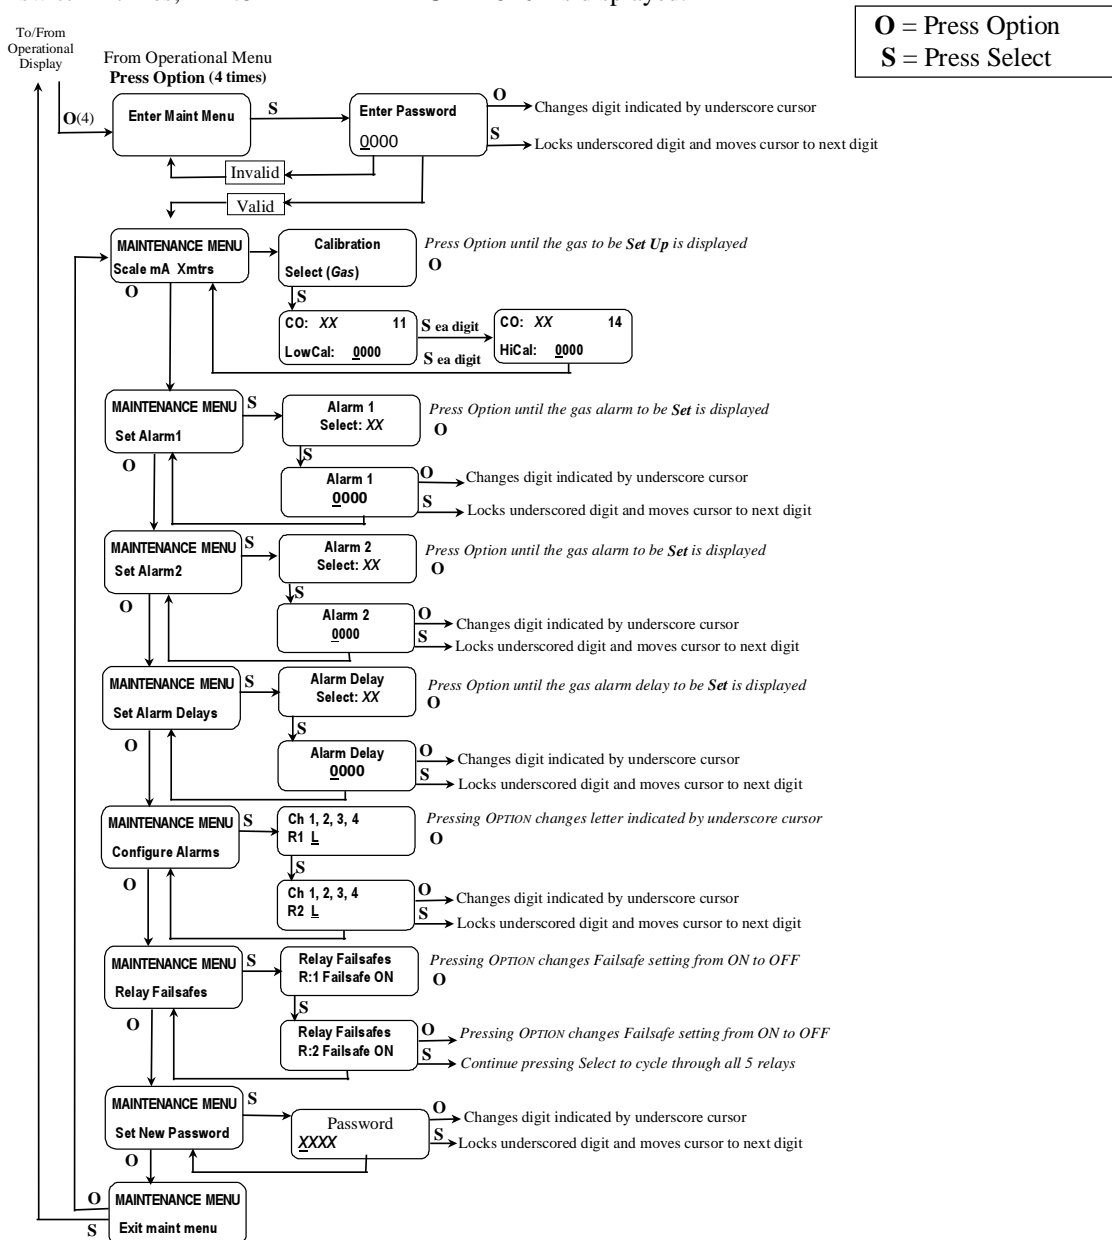 O = Press Option
S = Press Select
To/From
Operational
Display
From Operational Menu
Press Option (4 times)
O(4)
Enter Maint Menu
S
Enter Password
0000
O
Changes digit indicated by underscore cursor
S
Locks underscored digit and moves cursor to next digit
Invalid
Valid
MAINTENANCE MENU
Scale mA Xmtrs
O
Calibration
Select (Gas)
Press Option until the gas to be Set Up is displayed
O
S
CO: XX 11
LowCal: 0000
S ea digit
S ea digit
CO: XX 14
HiCal: 0000
MAINTENANCE MENU
Set Alarm1
S
O
Alarm 1
Select: XX
Press Option until the gas alarm to be Set is displayed
O
S
Alarm 1
0000
O
Changes digit indicated by underscore cursor
S
Locks underscored digit and moves cursor to next digit
MAINTENANCE MENU
Set Alarm2
S
O
Alarm 2
Select: XX
Press Option until the gas alarm to be Set is displayed
O
S
Alarm 2
0000
O
Changes digit indicated by underscore cursor
S
Locks underscored digit and moves cursor to next digit
MAINTENANCE MENU
Set Alarm Delays
S
O
Alarm Delay
Select: XX
Press Option until the gas alarm delay to be Set is displayed
O
S
Alarm Delay
0000
O
Changes digit indicated by underscore cursor
S
Locks underscored digit and moves cursor to next digit
MAINTENANCE MENU
Configure Alarms
S
O
Ch 1, 2, 3, 4
R1 L
Pressing OPTION changes letter indicated by underscore cursor
O
S
Ch 1, 2, 3, 4
R2 L
O
Changes digit indicated by underscore cursor
S
Locks underscored digit and moves cursor to next digit
MAINTENANCE MENU
Relay Failsafes
S
O
Relay Failsafes
R:1 Failsafe ON
Pressing OPTION changes Failsafe setting from ON to OFF
O
S
Relay Failsafes
R:2 Failsafe ON
O
Pressing OPTION changes Failsafe setting from ON to OFF
S
Continue pressing Select to cycle through all 5 relays
MAINTENANCE MENU
Set New Password
S
O
Password
XXXX
O
Changes digit indicated by underscore cursor
S
Locks underscored digit and moves cursor to next digit
O
S
MAINTENANCE MENU
Exit maint menu